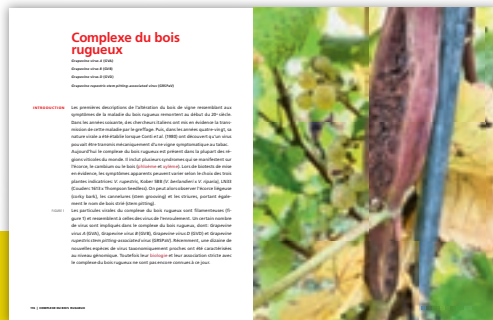 Complexe du bois
rugueux
Grapevine virus A (GVA)
Grapevine virus B (GVB)
Grapevine virus D (GVD)
Grapevine rupestris stem pitting-associated virus (GRSPaV)
INTRODUCTION
Les premières descriptions de l'altération du bois de vigne ressemblant aux
symptômes de la maladie du bois rugueux remontent au début du 20e siècle.
Dans les années soixante, des chercheurs italiens ont mis en évidence la trans-
mission de cette maladie par le greffage. Puis, dans les années quatre-vingt, sa
nature virale a été établie lorsque Conti et al. (1980) ont découvert qu'un virus
pouvait être transmis mécaniquement d'une vigne symptomatique au tabac.
Aujourd'hui le complexe du bois rugueux est présent dans la plupart des ré-
gions viticoles du monde. Il inclut plusieurs syndromes qui se manifestent sur
l'écorce, le cambium ou le bois (phloème et xylème). Lors de biotests de mise
en évidence, les symptômes apparents peuvent varier selon le choix des trois
plantes indicatrices: V. rupestris, Kober 5BB (V. berlandieri x V. riparia), LN33
(Couderc 1613 x Thompson Seedless). On peut alors observer l'écorce liégeuse
(corky bark), les cannelures (stem grooving) et les striures, portant égale-
ment le nom de bois strié (stem pitting).
FIGURE 1
Les particules virales du complexe du bois rugueux sont filamenteuses (fi-
gure 1) et ressemblent à celles des virus de l'enroulement. Un certain nombre
de virus sont impliqués dans le complexe du bois rugueux, dont: Grapevine
virus A (GVA), Grapevine virus B (GVB), Grapevine virus D (GVD) et Grapevine
rupestris stem pitting-associated virus (GRSPaV). Récemment, une dizaine de
nouvelles espèces de virus taxonomiquement proches ont été caractérisées
au niveau génomique. Toutefois leur biologie et leur association stricte avec
le complexe du bois rugueux ne sont pas encore connues à ce jour.
| COMPLEXE DU BOIS RUGUEUX